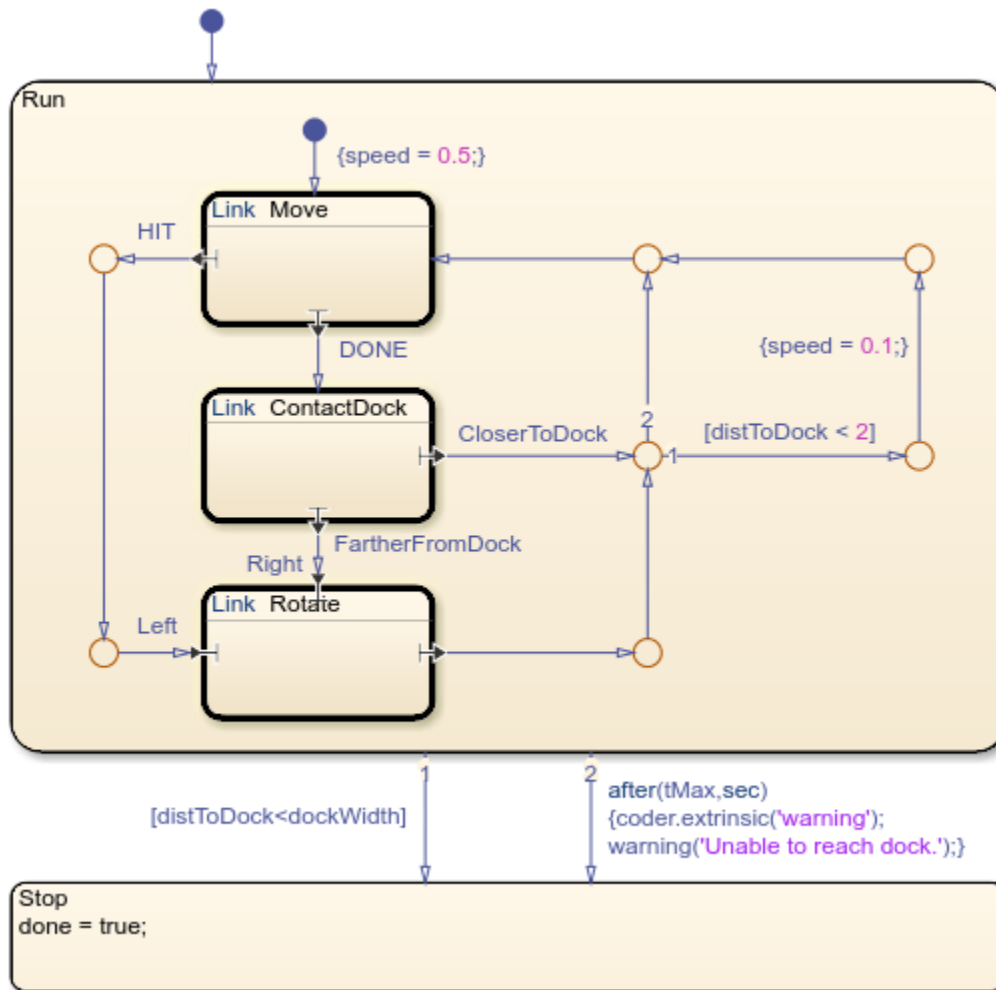 Run
{speed = 0.5;}
Link Move
HIT
DONE
{speed = 0.1;}
Link ContactDock
CloserToDock
2
1
[distToDock < 2]
FartherFromDock
Right
Link Rotate
Left
1
2
[distToDock<dockWidth]
after(tMax,sec)
{coder.extrinsic('warning');
warning('Unable to reach dock.');}
Stop
done = true;